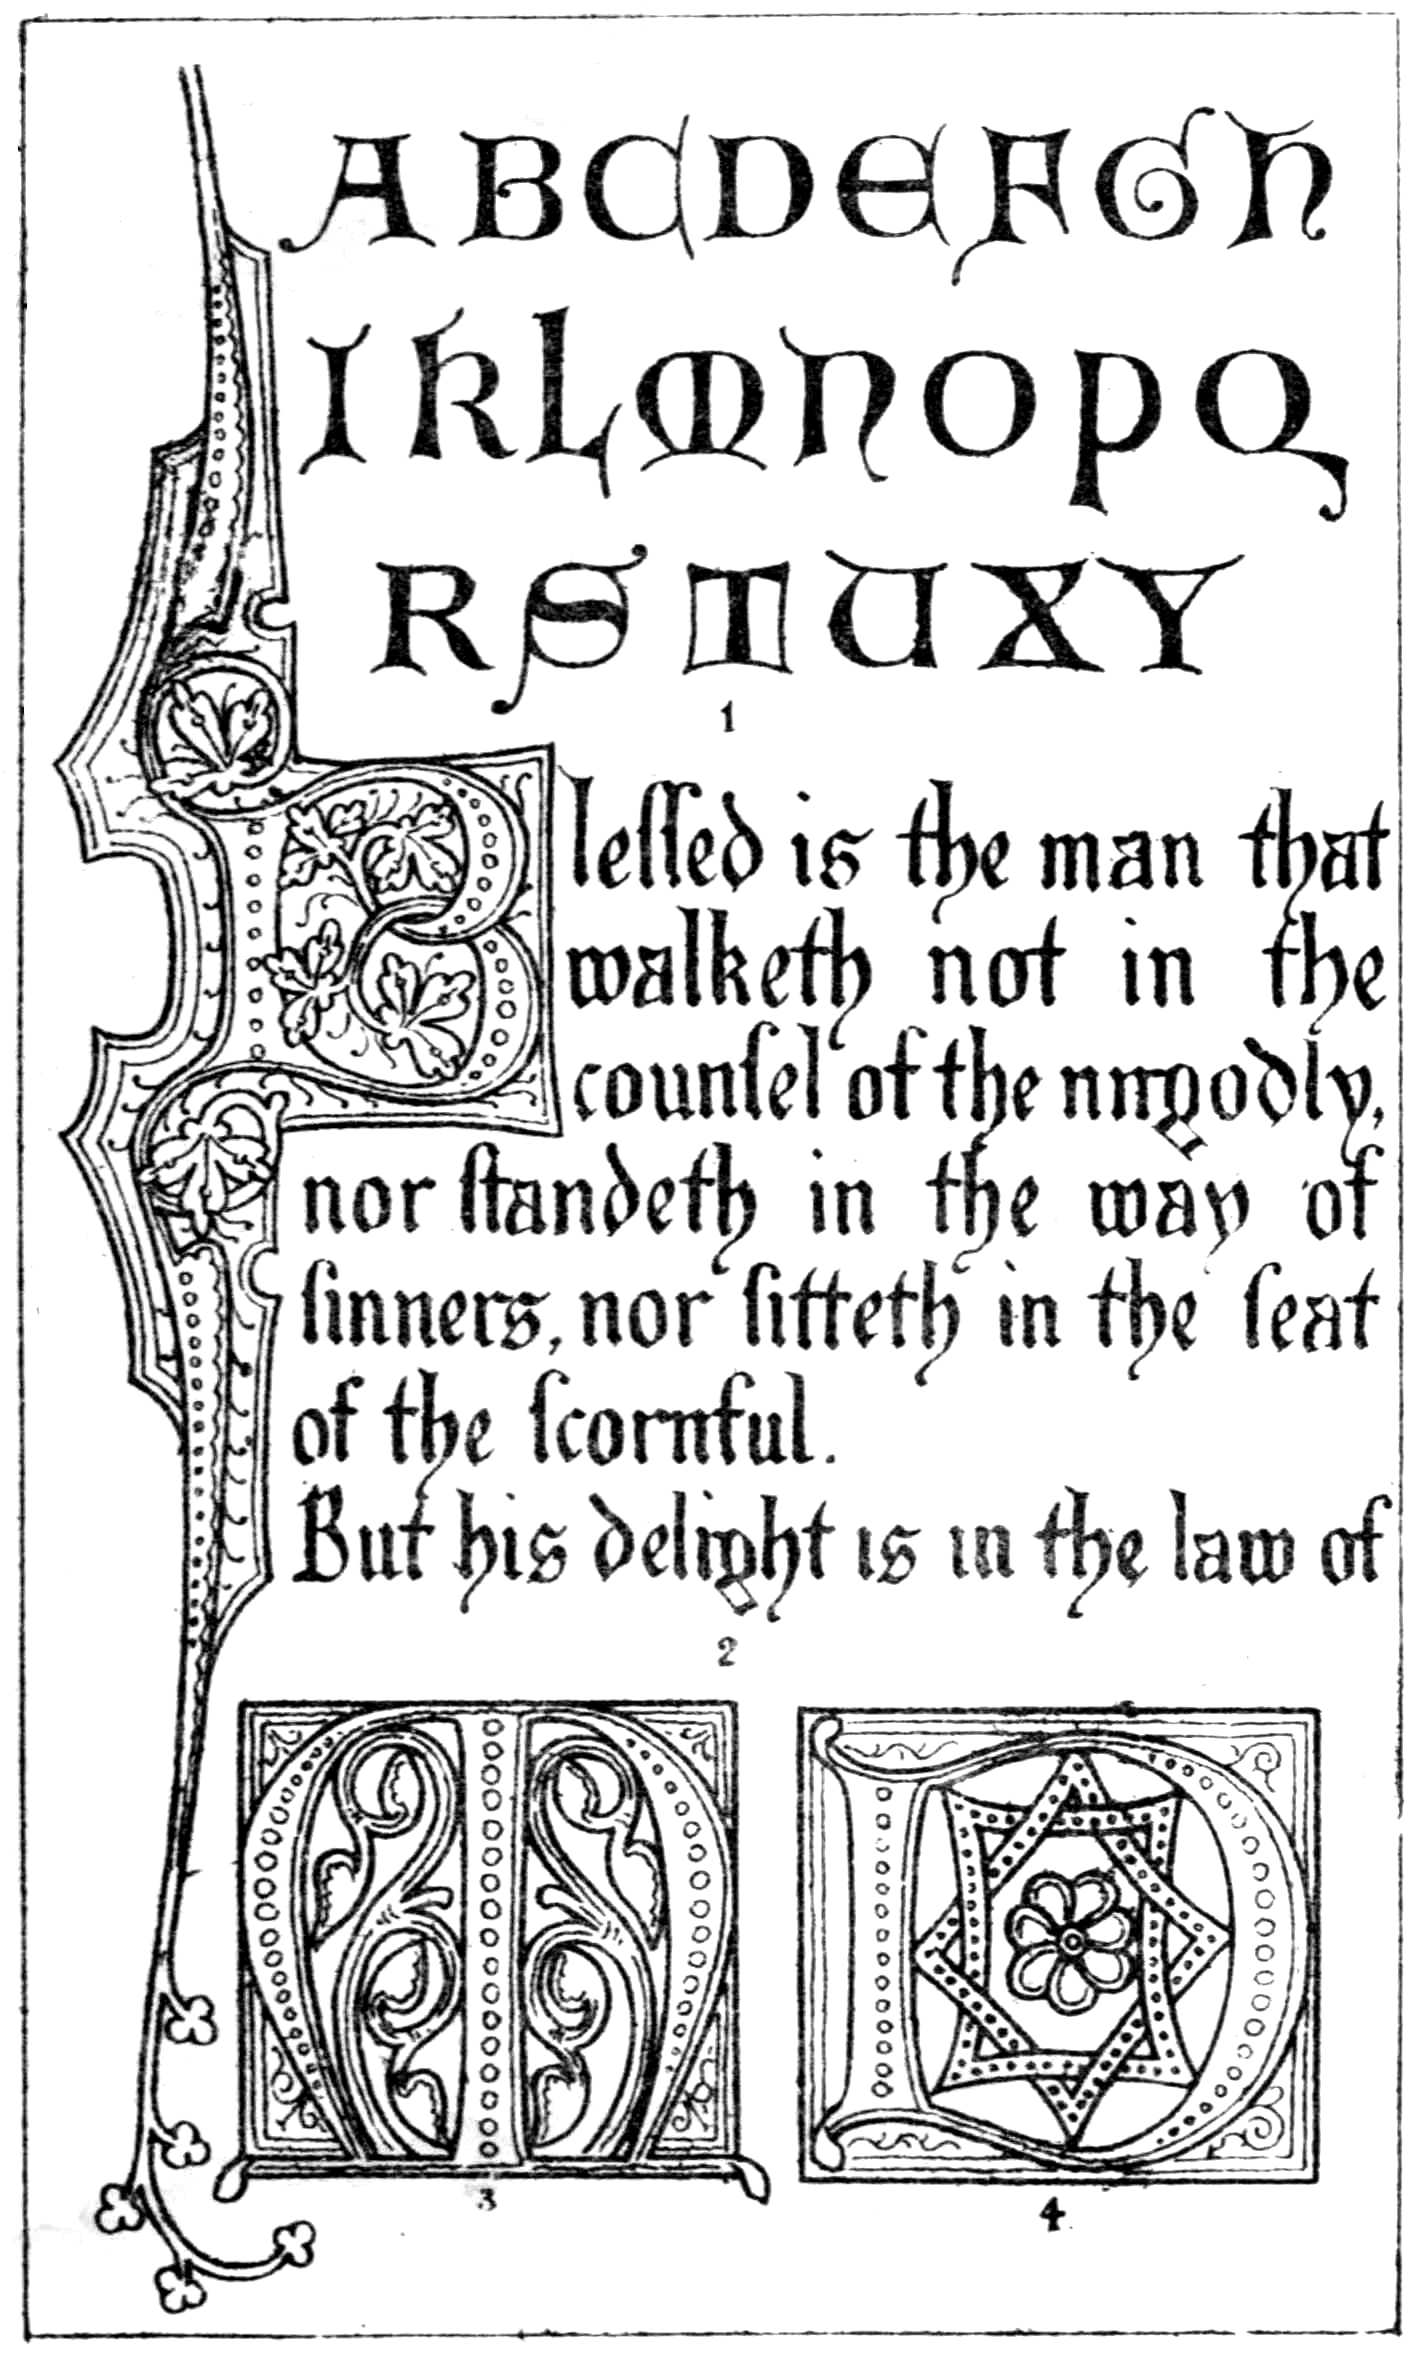 ABCDEFGH
IKLMNOPQ
RSTUXY
1
Bleſſed is the man that
walketh not in the
counſel of the nngodly,
nor ſtandeth in the way of
ſinners, nor ſitteth in the ſeat
of the ſcornful.
But his delight is in the law of
2
M D
3 4